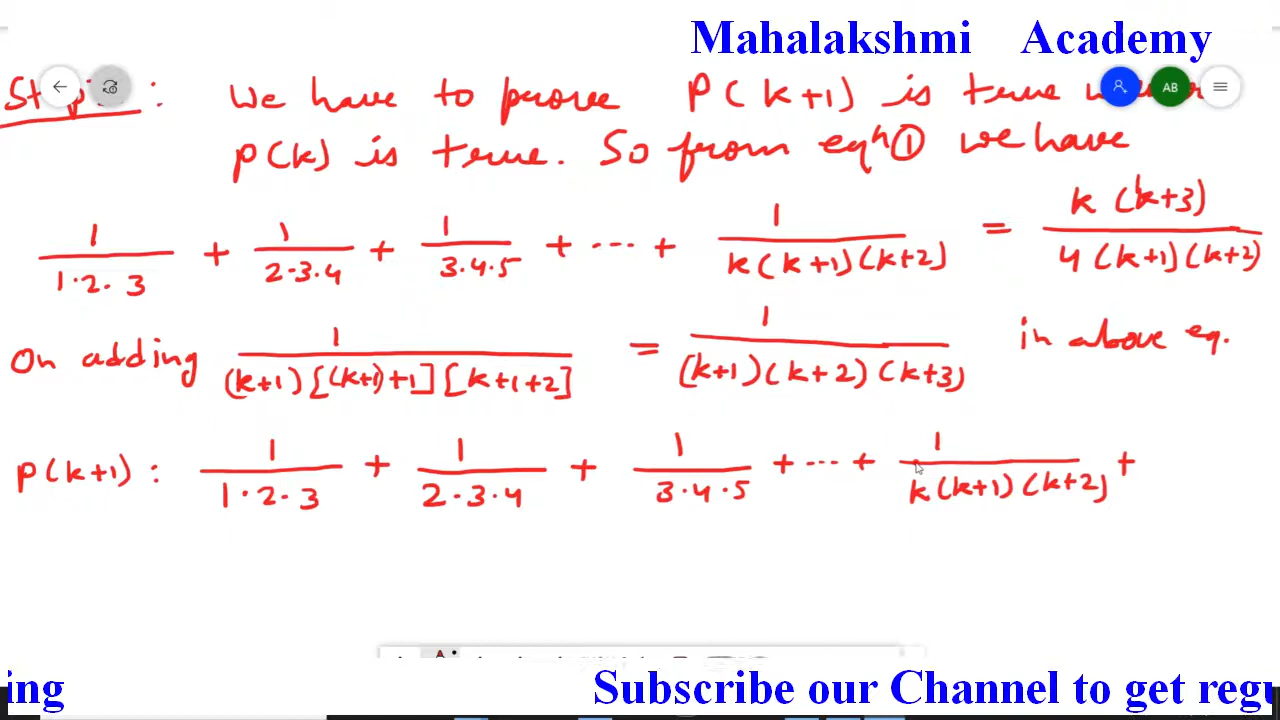 Mahalakshmi Academy
: We have to prove P(k+1) is true
P(k) is true. So from eqⁿ ① we have
1/(1·2·3) + 1/(2·3·4) + 1/(3·4·5) + ··· + 1/(k(k+1)(k+2)) = k(k+3)/(4(k+1)(k+2))
On adding 1/((k+1)[(k+1)+1][k+1+2]) = 1/((k+1)(k+2)(k+3)) in above eq.
P(k+1) : 1/(1·2·3) + 1/(2·3·4) + 1/(3·4·5) + ··· + 1/(k(k+1)(k+2)) +
AB
ing Subscribe our Channel to get regu